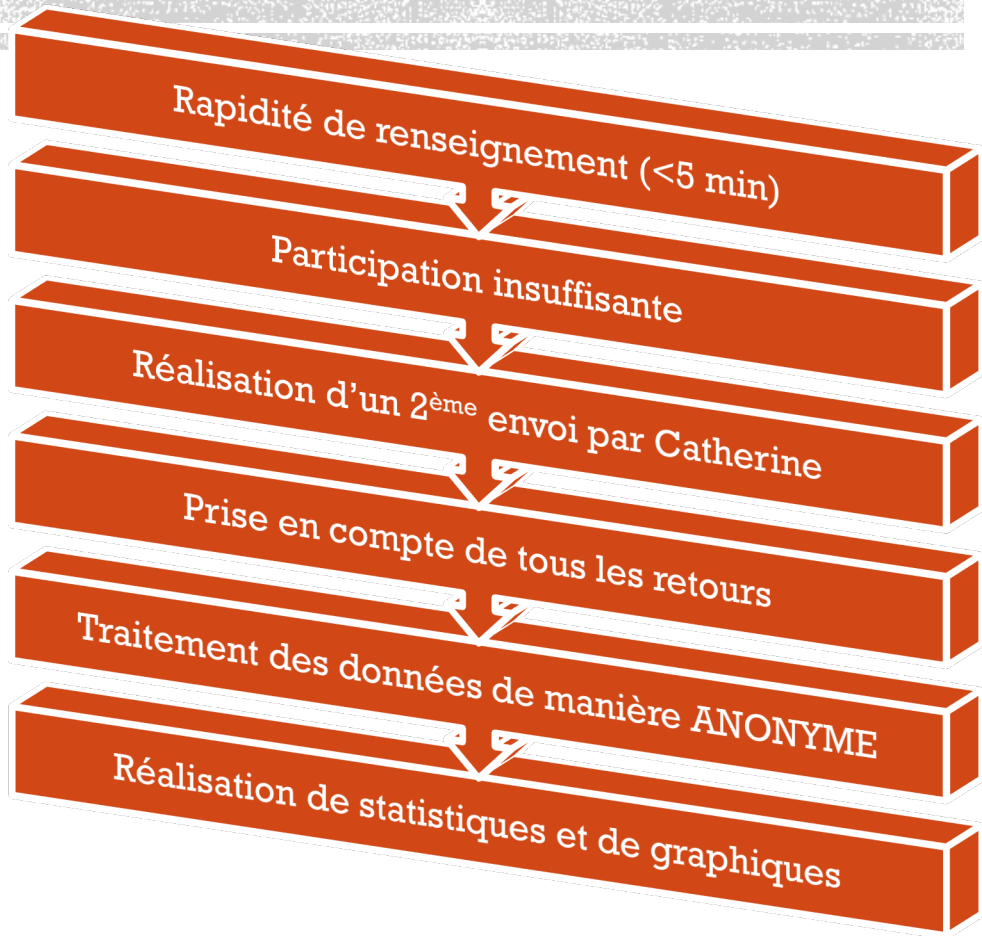 Rapidité de renseignement (<5 min)
Participation insuffisante
Réalisation d’un 2ème envoi par Catherine
Prise en compte de tous les retours
Traitement des données de manière ANONYME
Réalisation de statistiques et de graphiques